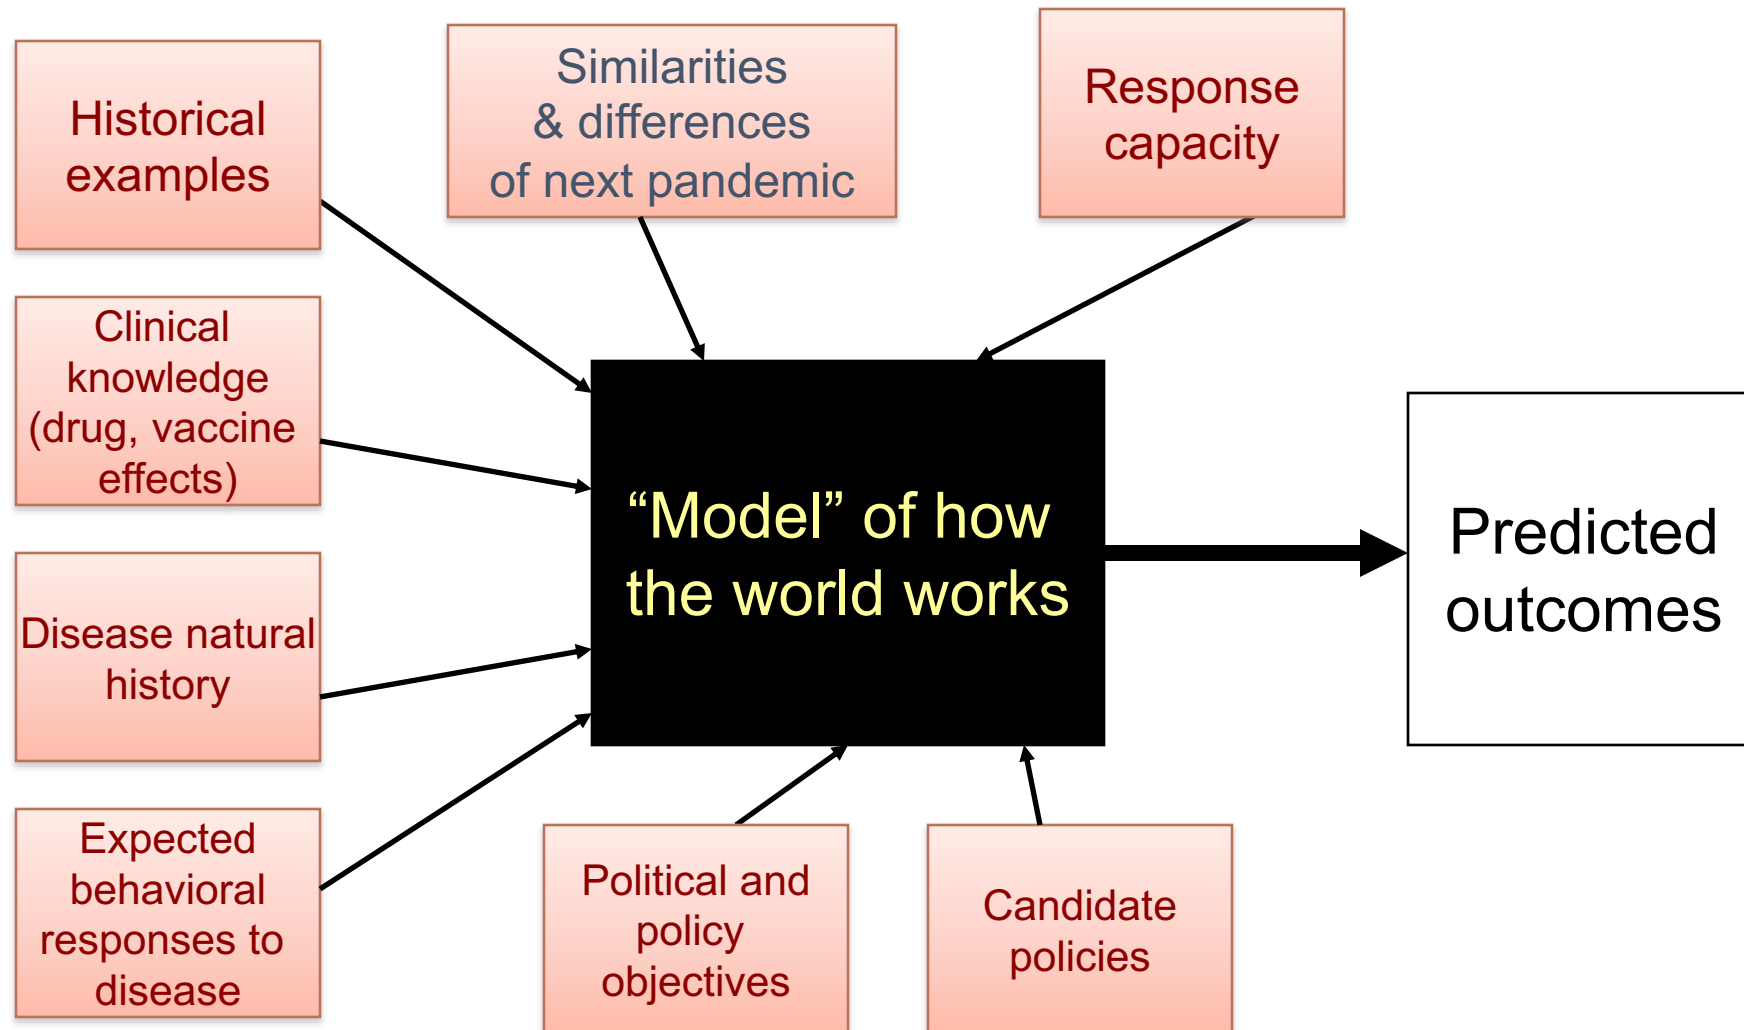 Historical
examples
Similarities
& differences
of next pandemic
Response
capacity
Clinical
knowledge
(drug, vaccine
effects)
“Model” of how
the world works
Predicted
outcomes
Disease natural
history
Expected
behavioral
responses to
disease
Political and
policy
objectives
Candidate
policies